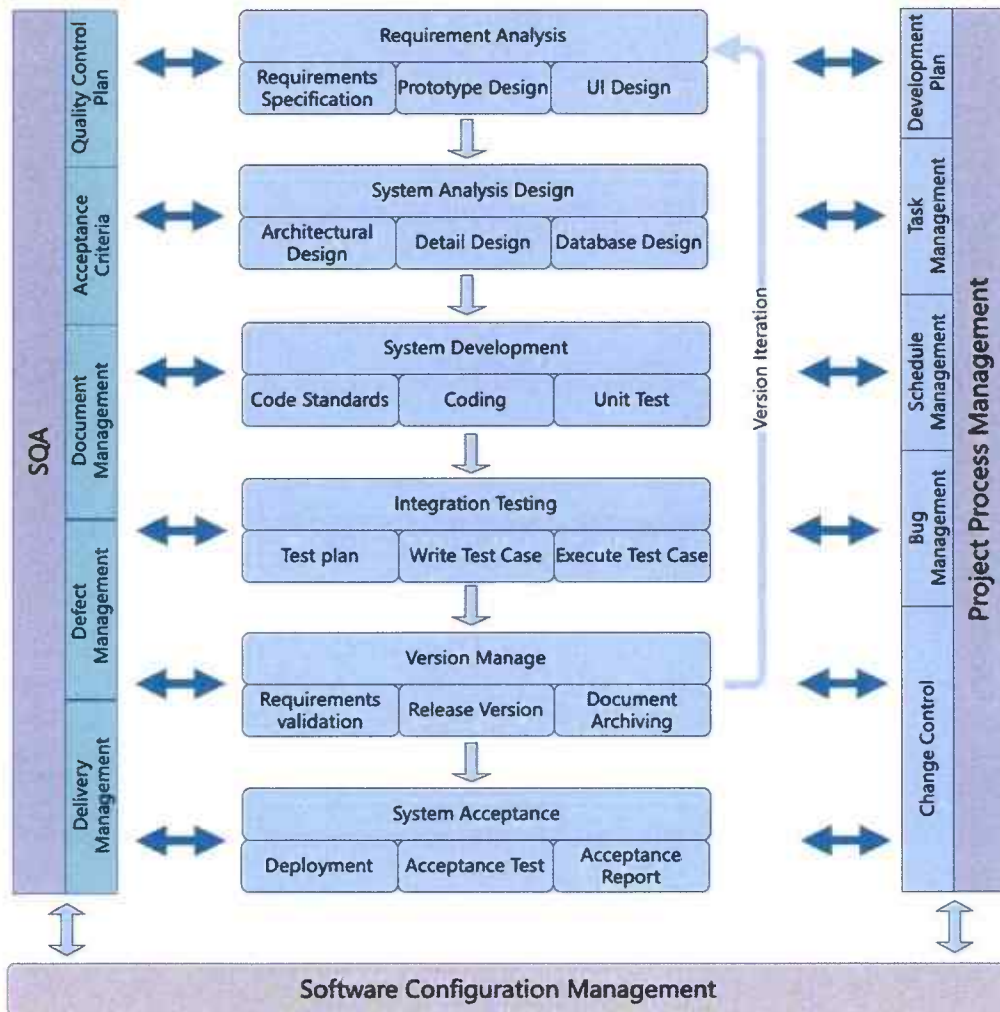 SQA
Quality Control
Plan
Acceptance
Criteria
Document
Management
Defect
Management
Delivery
Management
Requirement Analysis
Requirements
Specification
Prototype Design
UI Design
System Analysis Design
Architectural
Design
Detail Design
Database Design
System Development
Code Standards
Coding
Unit Test
Integration Testing
Test plan
Write Test Case
Execute Test Case
Version Manage
Requirements
validation
Release Version
Document
Archiving
System Acceptance
Deployment
Acceptance Test
Acceptance
Report
Version Iteration
Development
Plan
Task
Management
Schedule
Management
Bug
Management
Change Control
Project Process Management
Software Configuration Management